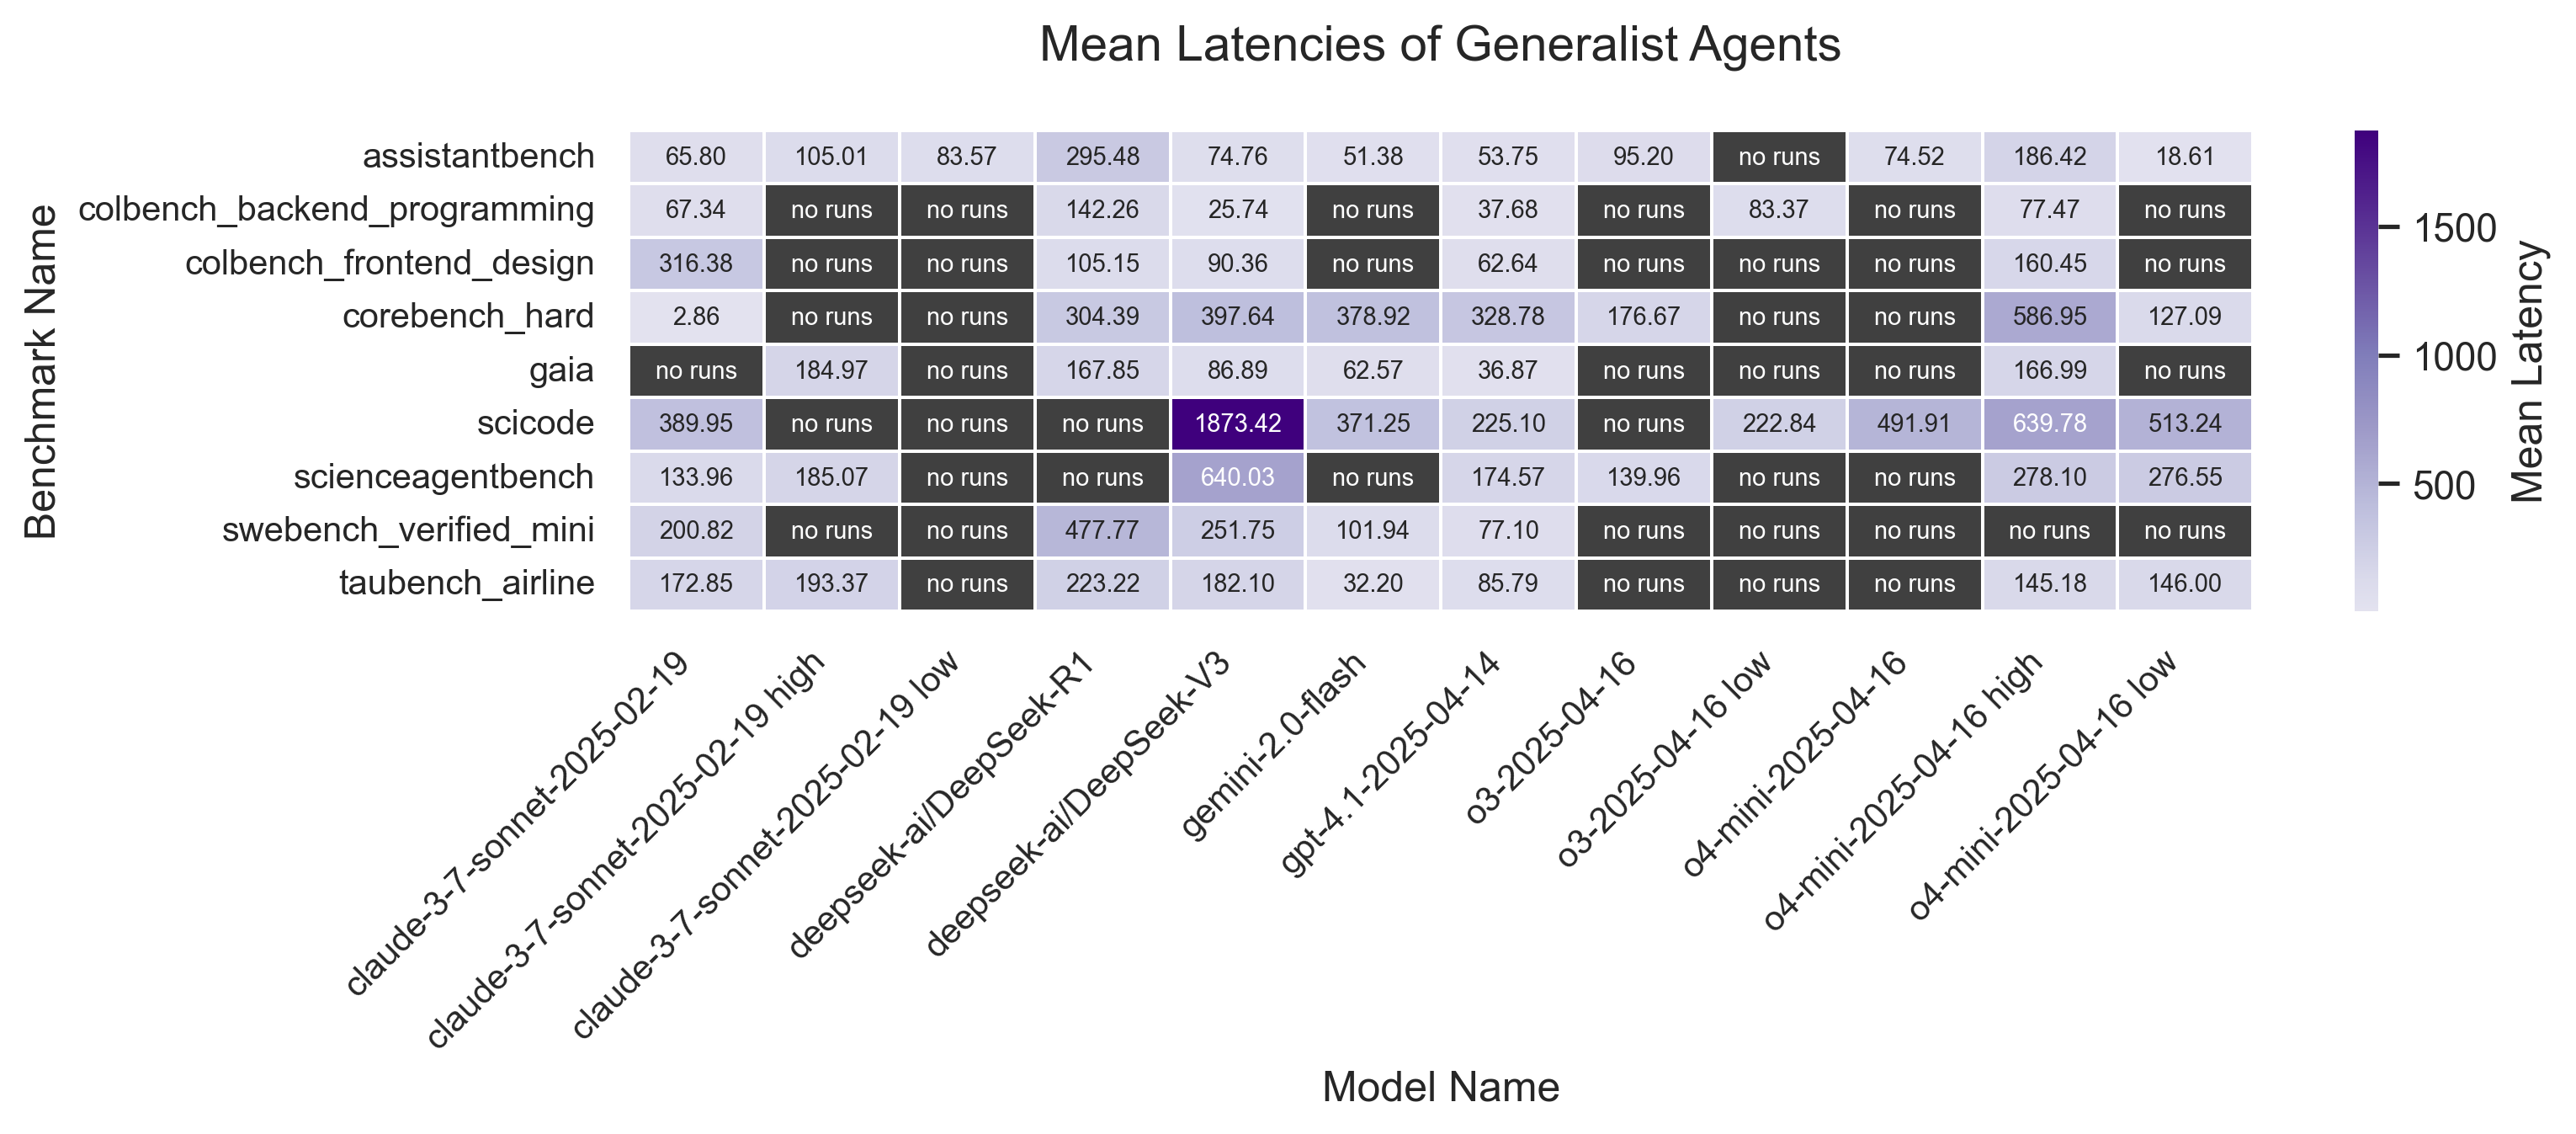 Mean Latencies of Generalist Agents
Benchmark Name
assistantbench 65.80 105.01 83.57 295.48 74.76 51.38 53.75 95.20 no runs 74.52 186.42 18.61
colbench_backend_programming 67.34 no runs no runs 142.26 25.74 no runs 37.68 no runs 83.37 no runs 77.47 no runs
colbench_frontend_design 316.38 no runs no runs 105.15 90.36 no runs 62.64 no runs no runs no runs 160.45 no runs
corebench_hard 2.86 no runs no runs 304.39 397.64 378.92 328.78 176.67 no runs no runs 586.95 127.09
gaia no runs 184.97 no runs 167.85 86.89 62.57 36.87 no runs no runs no runs 166.99 no runs
scicode 389.95 no runs no runs no runs 1873.42 371.25 225.10 no runs 222.84 491.91 639.78 513.24
scienceagentbench 133.96 185.07 no runs no runs 640.03 no runs 174.57 139.96 no runs no runs 278.10 276.55
swebench_verified_mini 200.82 no runs no runs 477.77 251.75 101.94 77.10 no runs no runs no runs no runs no runs
taubench_airline 172.85 193.37 no runs 223.22 182.10 32.20 85.79 no runs no runs no runs 145.18 146.00
claude-3-7-sonnet-2025-02-19
claude-3-7-sonnet-2025-02-19 high
claude-3-7-sonnet-2025-02-19 low
deepseek-ai/DeepSeek-R1
deepseek-ai/DeepSeek-V3
gemini-2.0-flash
gpt-4.1-2025-04-14
o3-2025-04-16
o3-2025-04-16 low
o4-mini-2025-04-16
o4-mini-2025-04-16 high
o4-mini-2025-04-16 low
Model Name
1500
1000
500
Mean Latency